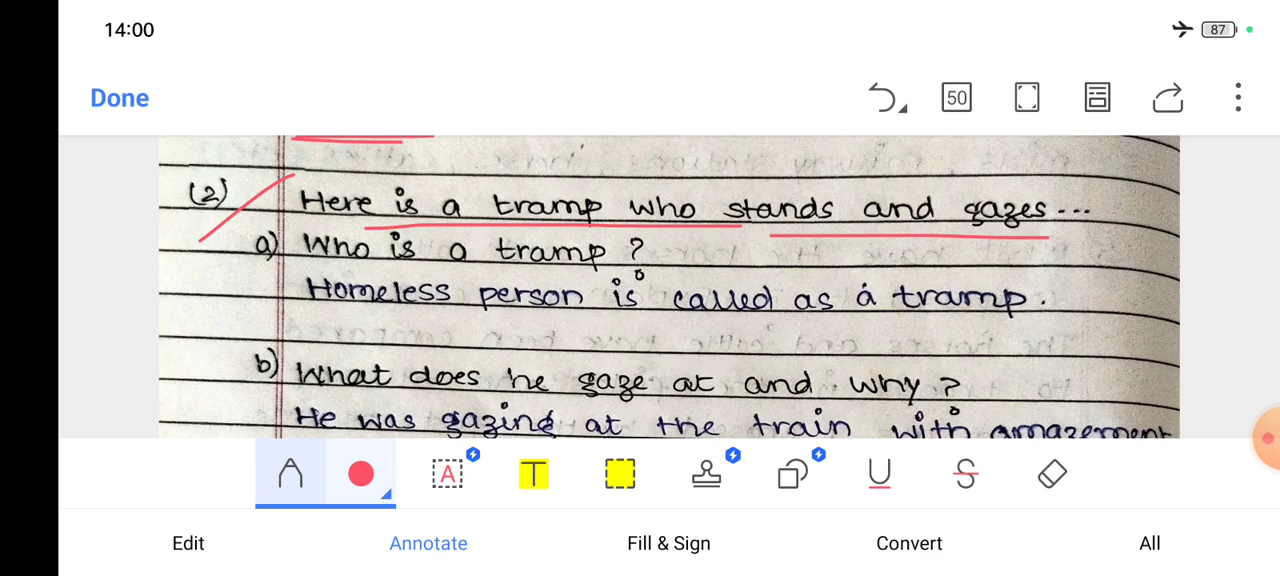 14:00
87
Done
50
(2) Here is a tramp who stands and gazes...
a) Who is a tramp?
Homeless person is called as a tramp.
b) What does he gaze at and why?
He was gazing at the train with amazement
A
T
U
S
Edit
Annotate
Fill & Sign
Convert
All